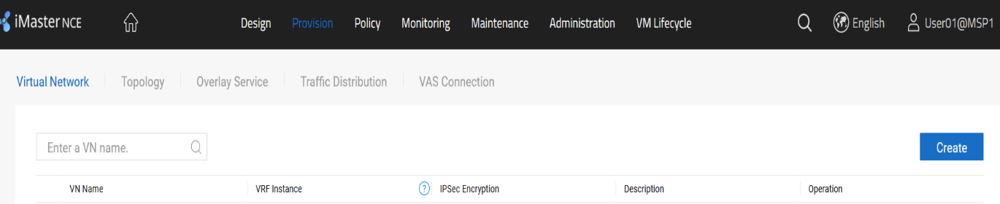 iMaster NCE Design Provision Policy Monitoring Maintenance Administration VM Lifecycle English User01@MSP1
Virtual Network Topology Overlay Service Traffic Distribution VAS Connection
Enter a VN name. Create
VN Name VRF Instance ? IPSec Encryption Description Operation